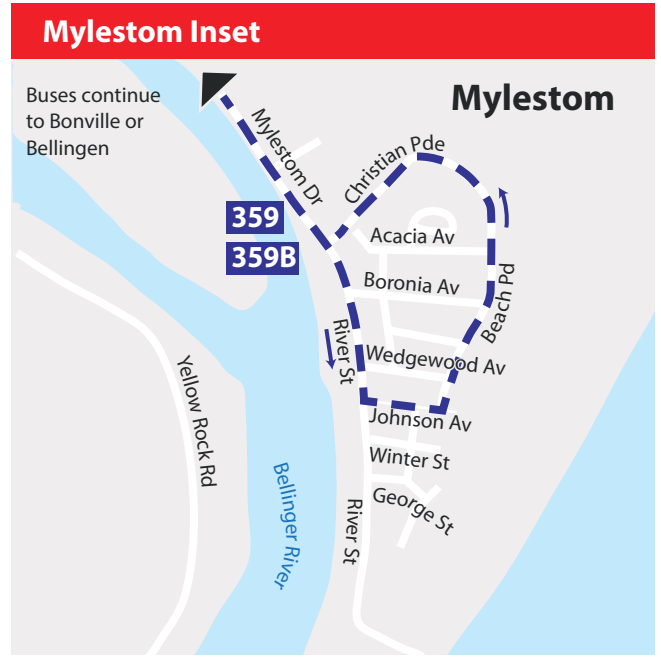 Mylestom Inset
Buses continue
to Bonville or
Bellingen
Mylestom
Mylestom Dr
Christian Pde
359
359B
Acacia Av
Boronia Av
Beach Pd
River St
Wedgewood Av
Yellow Rock Rd
Johnson Av
Winter St
George St
Bellinger River
River St